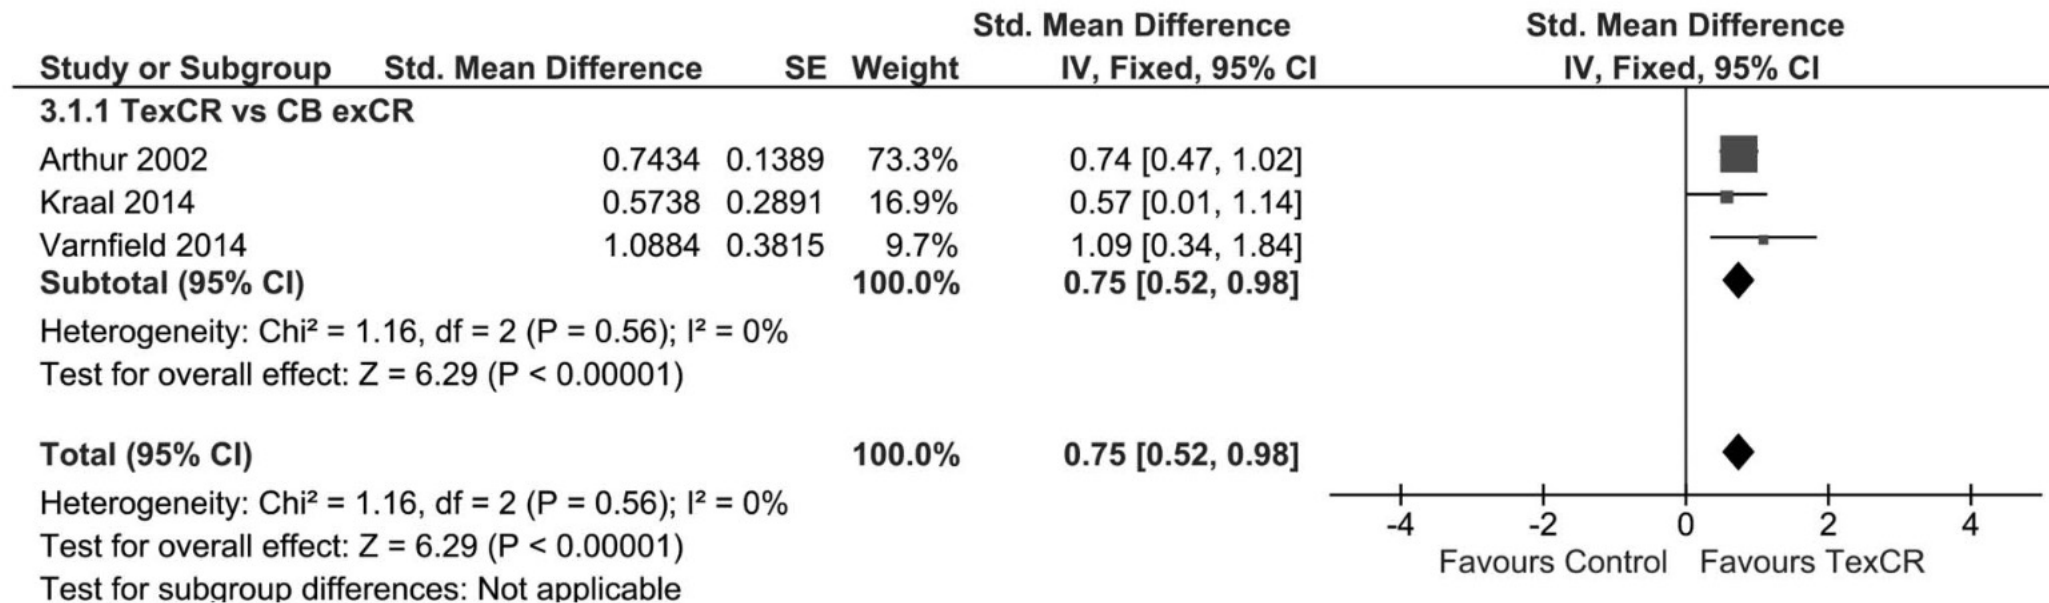 Std. Mean Difference Std. Mean Difference
Study or Subgroup Std. Mean Difference SE Weight IV, Fixed, 95% CI IV, Fixed, 95% CI
3.1.1 TexCR vs CB exCR
Arthur 2002 0.7434 0.1389 73.3% 0.74 [0.47, 1.02]
Kraal 2014 0.5738 0.2891 16.9% 0.57 [0.01, 1.14]
Varnfield 2014 1.0884 0.3815 9.7% 1.09 [0.34, 1.84]
Subtotal (95% CI) 100.0% 0.75 [0.52, 0.98]
Heterogeneity: Chi² = 1.16, df = 2 (P = 0.56); I² = 0%
Test for overall effect: Z = 6.29 (P < 0.00001)
Total (95% CI) 100.0% 0.75 [0.52, 0.98]
Heterogeneity: Chi² = 1.16, df = 2 (P = 0.56); I² = 0%
Test for overall effect: Z = 6.29 (P < 0.00001)
Test for subgroup differences: Not applicable
-4 -2 0 2 4
Favours Control Favours TexCR